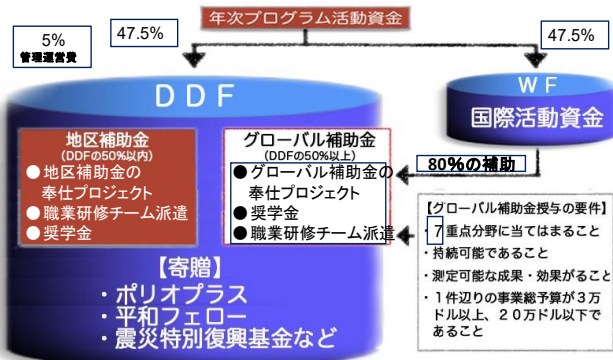 年次プログラム活動資金
5%
管理運営費
47.5%
47.5%
DDF
WF
国際活動資金
地区補助金
(DDFの50%以内)
●地区補助金の
奉仕プロジェクト
●職業研修チーム派遣
●奨学金
グローバル補助金
(DDFの50%以上)
●グローバル補助金の
奉仕プロジェクト
●奨学金
●職業研修チーム派遣
80%の補助
【グローバル補助金授与の要件】
・7重点分野に当てはまること
・持続可能であること
・測定可能な成果・効果がること
・1件辺りの事業総予算が3万
ドル以上、20万ドル以下で
あること
【寄贈】
・ポリオプラス
・平和フェロー
・震災特別復興基金など